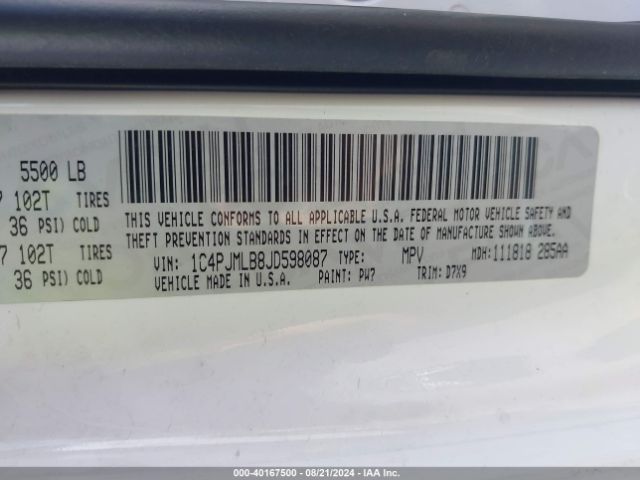 5500 LB
7 102T TIRES
36 PSI) COLD
7 102T TIRES
36 PSI) COLD
THIS VEHICLE CONFORMS TO ALL APPLICABLE U.S.A. FEDERAL MOTOR VEHICLE SAFETY AND
THEFT PREVENTION STANDARDS IN EFFECT ON THE DATE OF MANUFACTURE SHOWN ABOVE.
VIN: 1C4PJMLB8JD598087 TYPE: MPV MDH: 111818 285AA
VEHICLE MADE IN U.S.A. PAINT: PW7 TRIM: D7X9
000-40167500 - 08/21/2024 - IAA Inc.